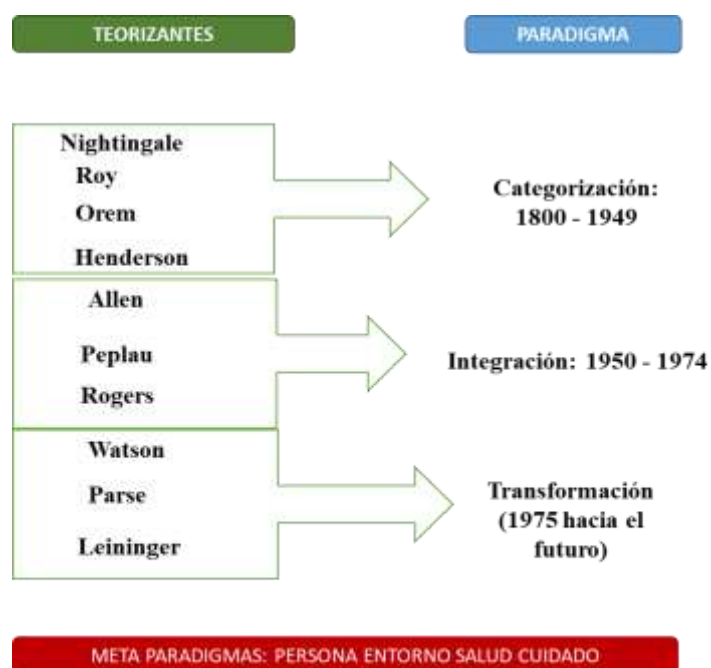 TEORIZANTES
PARADIGMA
Nightingale
Roy
Orem
Henderson
Categorización:
1800 - 1949
Allen
Peplau
Rogers
Integración: 1950 - 1974
Watson
Parse
Leininger
Transformación
(1975 hacia el
futuro)
META PARADIGMAS: PERSONA ENTORNO SALUD CUIDADO